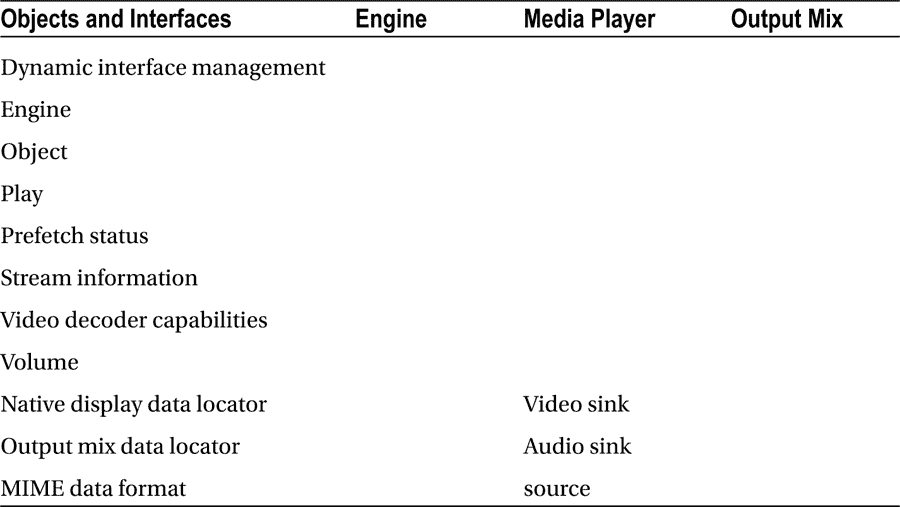 Objects and Interfaces Engine Media Player Output Mix
Dynamic interface management
Engine
Object
Play
Prefetch status
Stream information
Video decoder capabilities
Volume
Native display data locator Video sink
Output mix data locator Audio sink
MIME data format source